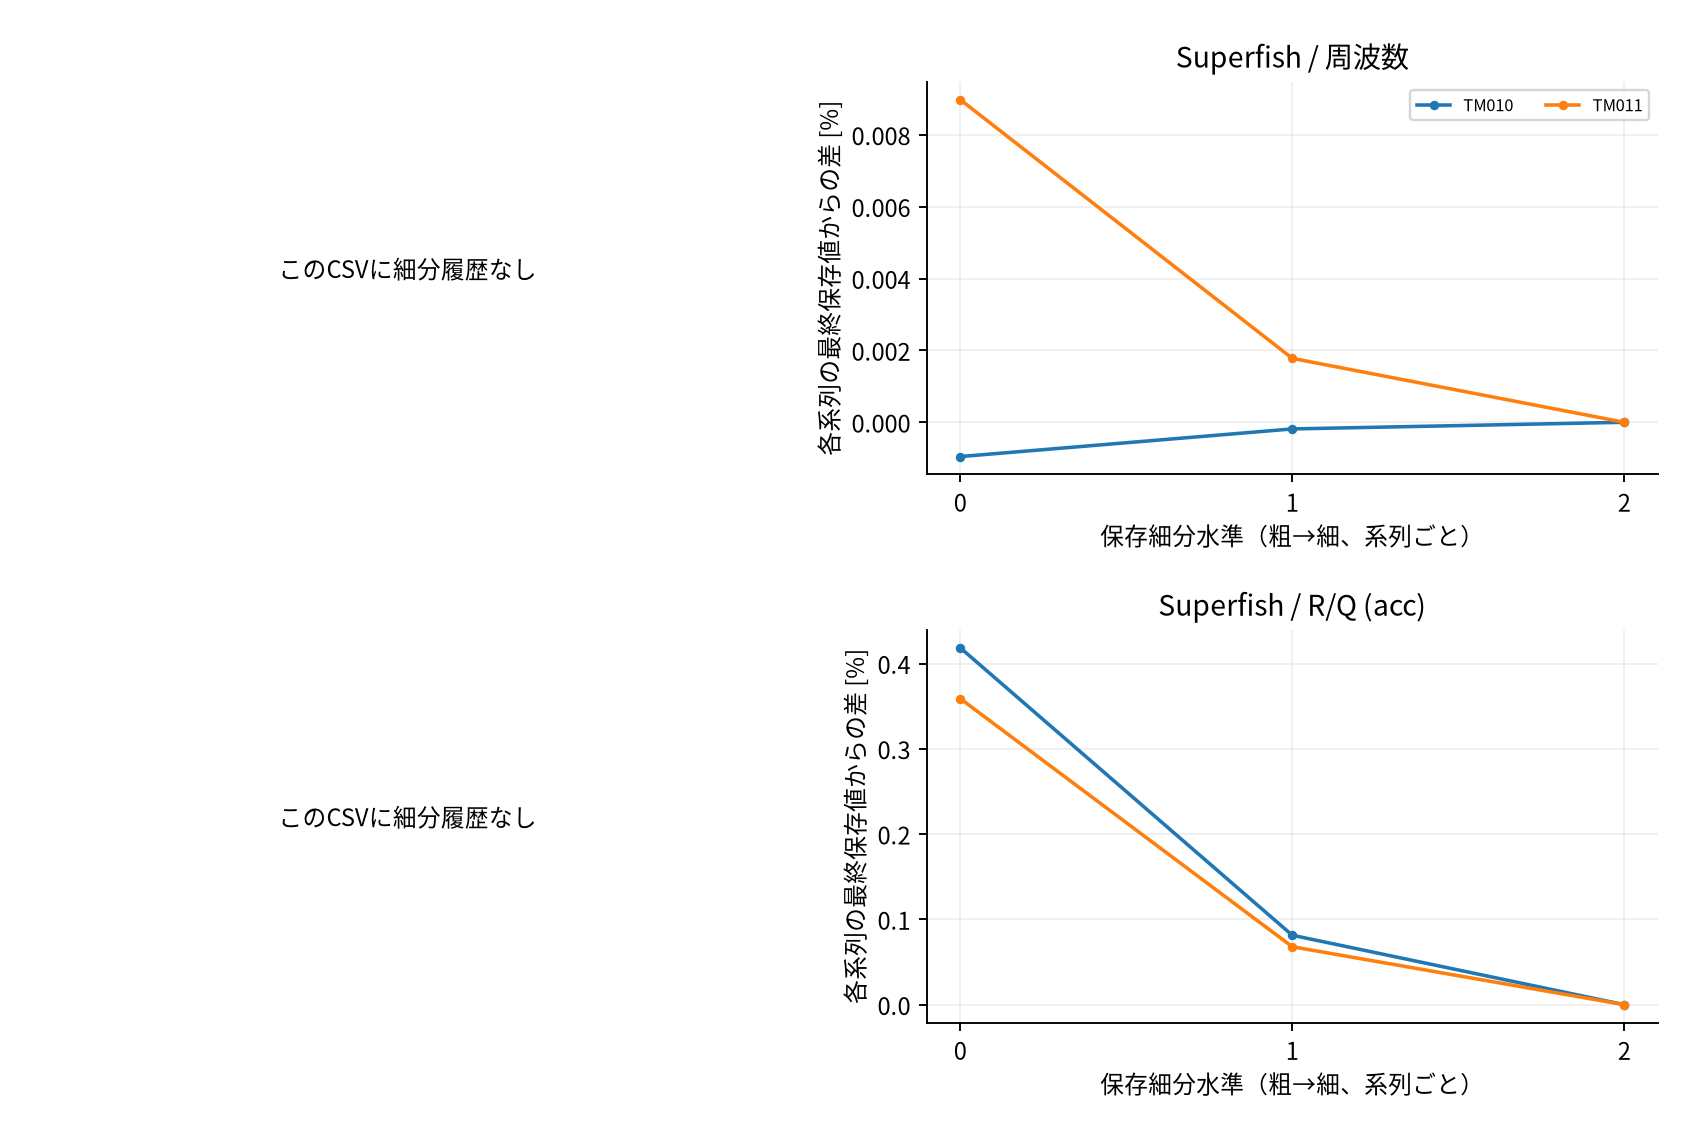 このCSVに細分履歴なし
Superfish / 周波数
各系列の最終保存値からの差 [%]
0.008
0.006
0.004
0.002
0.000
TM010
TM011
0
1
2
保存細分水準（粗→細、系列ごと）
このCSVに細分履歴なし
Superfish / R/Q (acc)
各系列の最終保存値からの差 [%]
0.4
0.3
0.2
0.1
0.0
0
1
2
保存細分水準（粗→細、系列ごと）